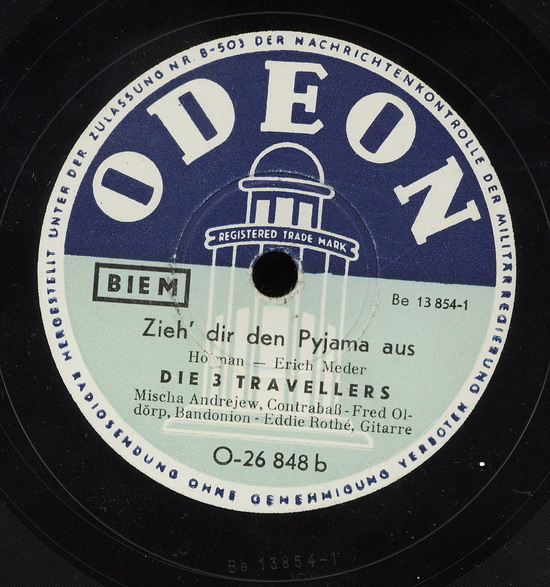 HERGESTELLT UNTER DER ZULASSUNG NR. B-503 DER NACHRICHTENKONTROLLE DER MILITÄRREGIERUNG
ODEON
REGISTERED TRADE MARK
BIEM
Be 13 854-1
Zieh' dir den Pyjama aus
— Erich Meder
DIE 3 TRAVELLERS
Mischa Andrejew, Contrabaß - Fred Ol-
dörp, Bandonion - Eddie Rothé, Gitarre
O-26 848 b
RADIOSENDUNG OHNE GENEHMIGUNG VERBOTEN
Be 13854-1